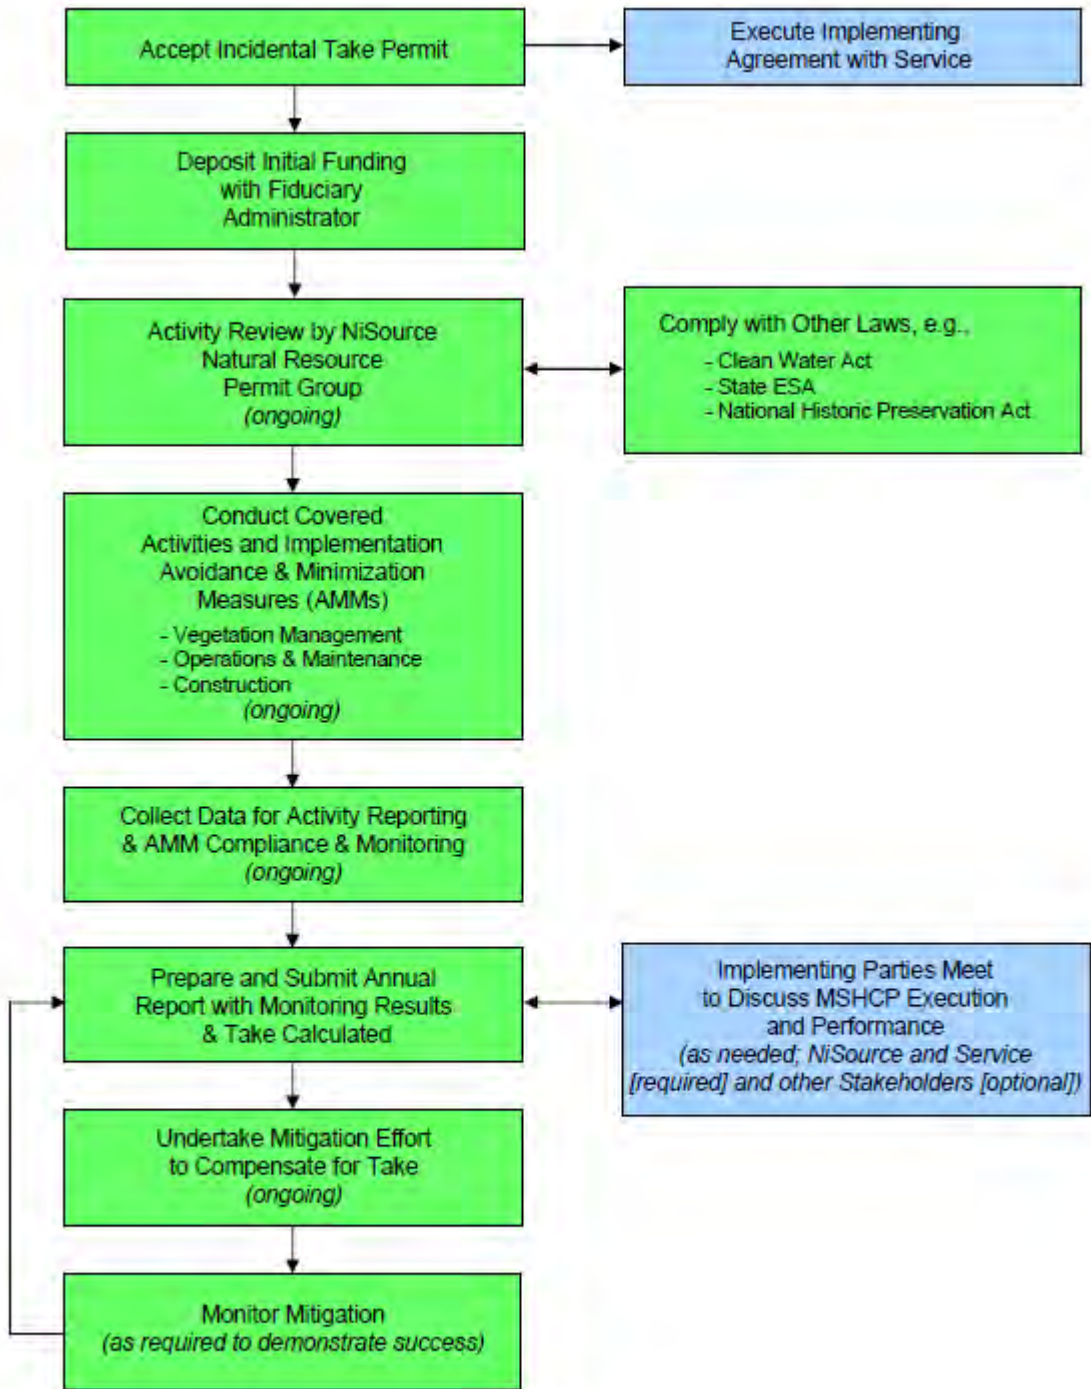 Accept Incidental Take Permit
Execute Implementing
Agreement with Service
Deposit Initial Funding
with Fiduciary
Administrator
Activity Review by NiSource
Natural Resource
Permit Group
(ongoing)
Comply with Other Laws, e.g.,
- Clean Water Act
- State ESA
- National Historic Preservation Act
Conduct Covered
Activities and Implementation
Avoidance & Minimization
Measures (AMMs)
- Vegetation Management
- Operations & Maintenance
- Construction
(ongoing)
Collect Data for Activity Reporting
& AMM Compliance & Monitoring
(ongoing)
Prepare and Submit Annual
Report with Monitoring Results
& Take Calculated
Implementing Parties Meet
to Discuss MSHCP Execution
and Performance
(as needed; NiSource and Service
[required] and other Stakeholders [optional])
Undertake Mitigation Effort
to Compensate for Take
(ongoing)
Monitor Mitigation
(as required to demonstrate success)